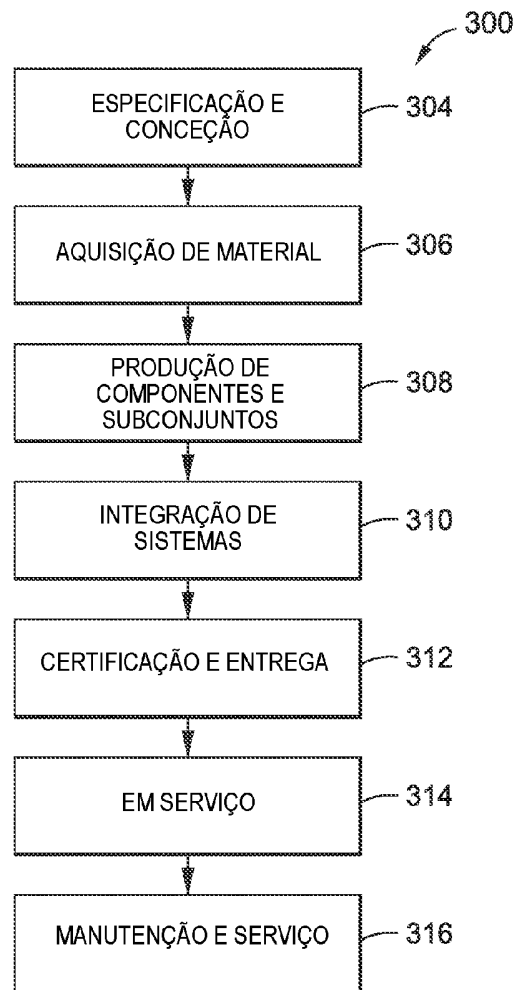 300
ESPECIFICAÇÃO E
CONCEÇÃO
304
AQUISIÇÃO DE MATERIAL
306
PRODUÇÃO DE
COMPONENTES E
SUBCONJUNTOS
308
INTEGRAÇÃO DE
SISTEMAS
310
CERTIFICAÇÃO E ENTREGA
312
EM SERVIÇO
314
MANUTENÇÃO E SERVIÇO
316